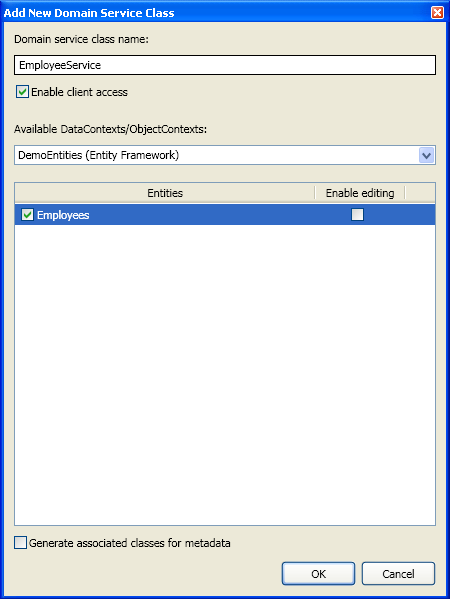 Add New Domain Service Class
Domain service class name:
EmployeeService
Enable client access
Available DataContexts/ObjectContexts:
DemoEntities (Entity Framework)
Entities Enable editing
Employees
Generate associated classes for metadata
OK Cancel